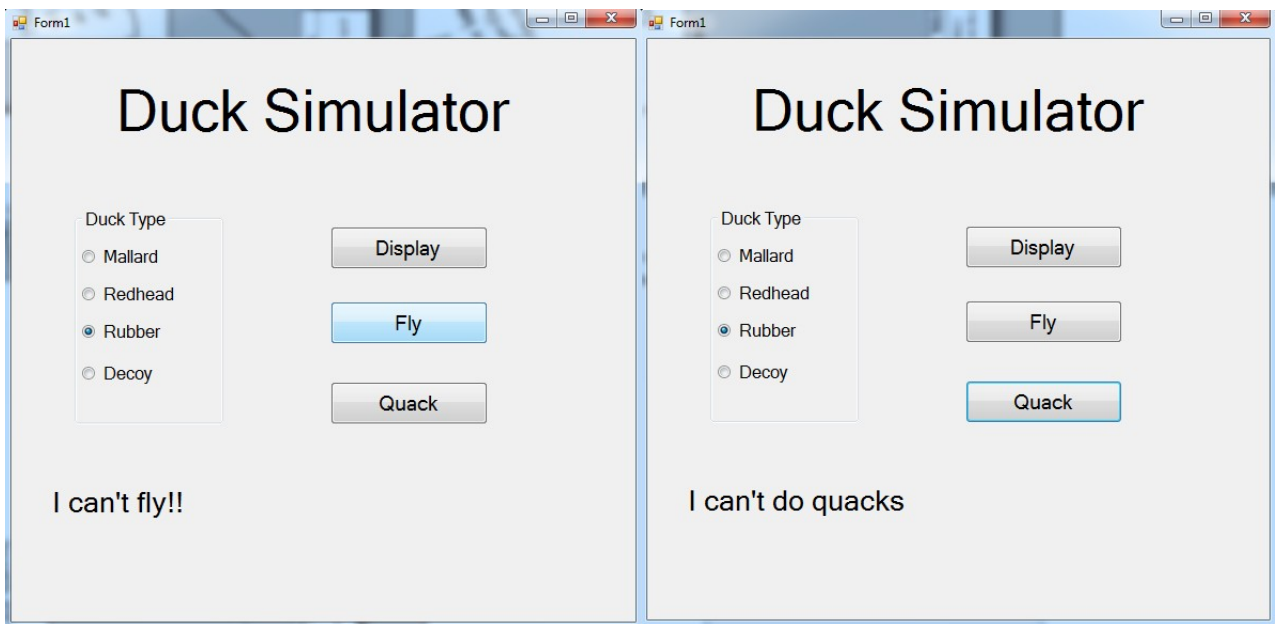 Form1
Duck Simulator
Duck Type
Mallard
Redhead
Rubber
Decoy
Display
Fly
Quack
I can't fly!!
Form1
Duck Simulator
Duck Type
Mallard
Redhead
Rubber
Decoy
Display
Fly
Quack
I can't do quacks